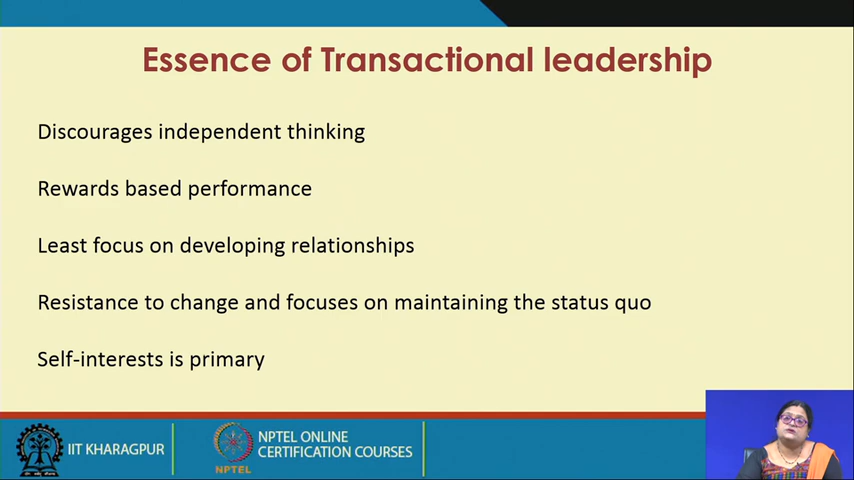 Essence of Transactional leadership
Discourages independent thinking
Rewards based performance
Least focus on developing relationships
Resistance to change and focuses on maintaining the status quo
Self-interests is primary
IIT KHARAGPUR
NPTEL
NPTEL ONLINE
CERTIFICATION COURSES